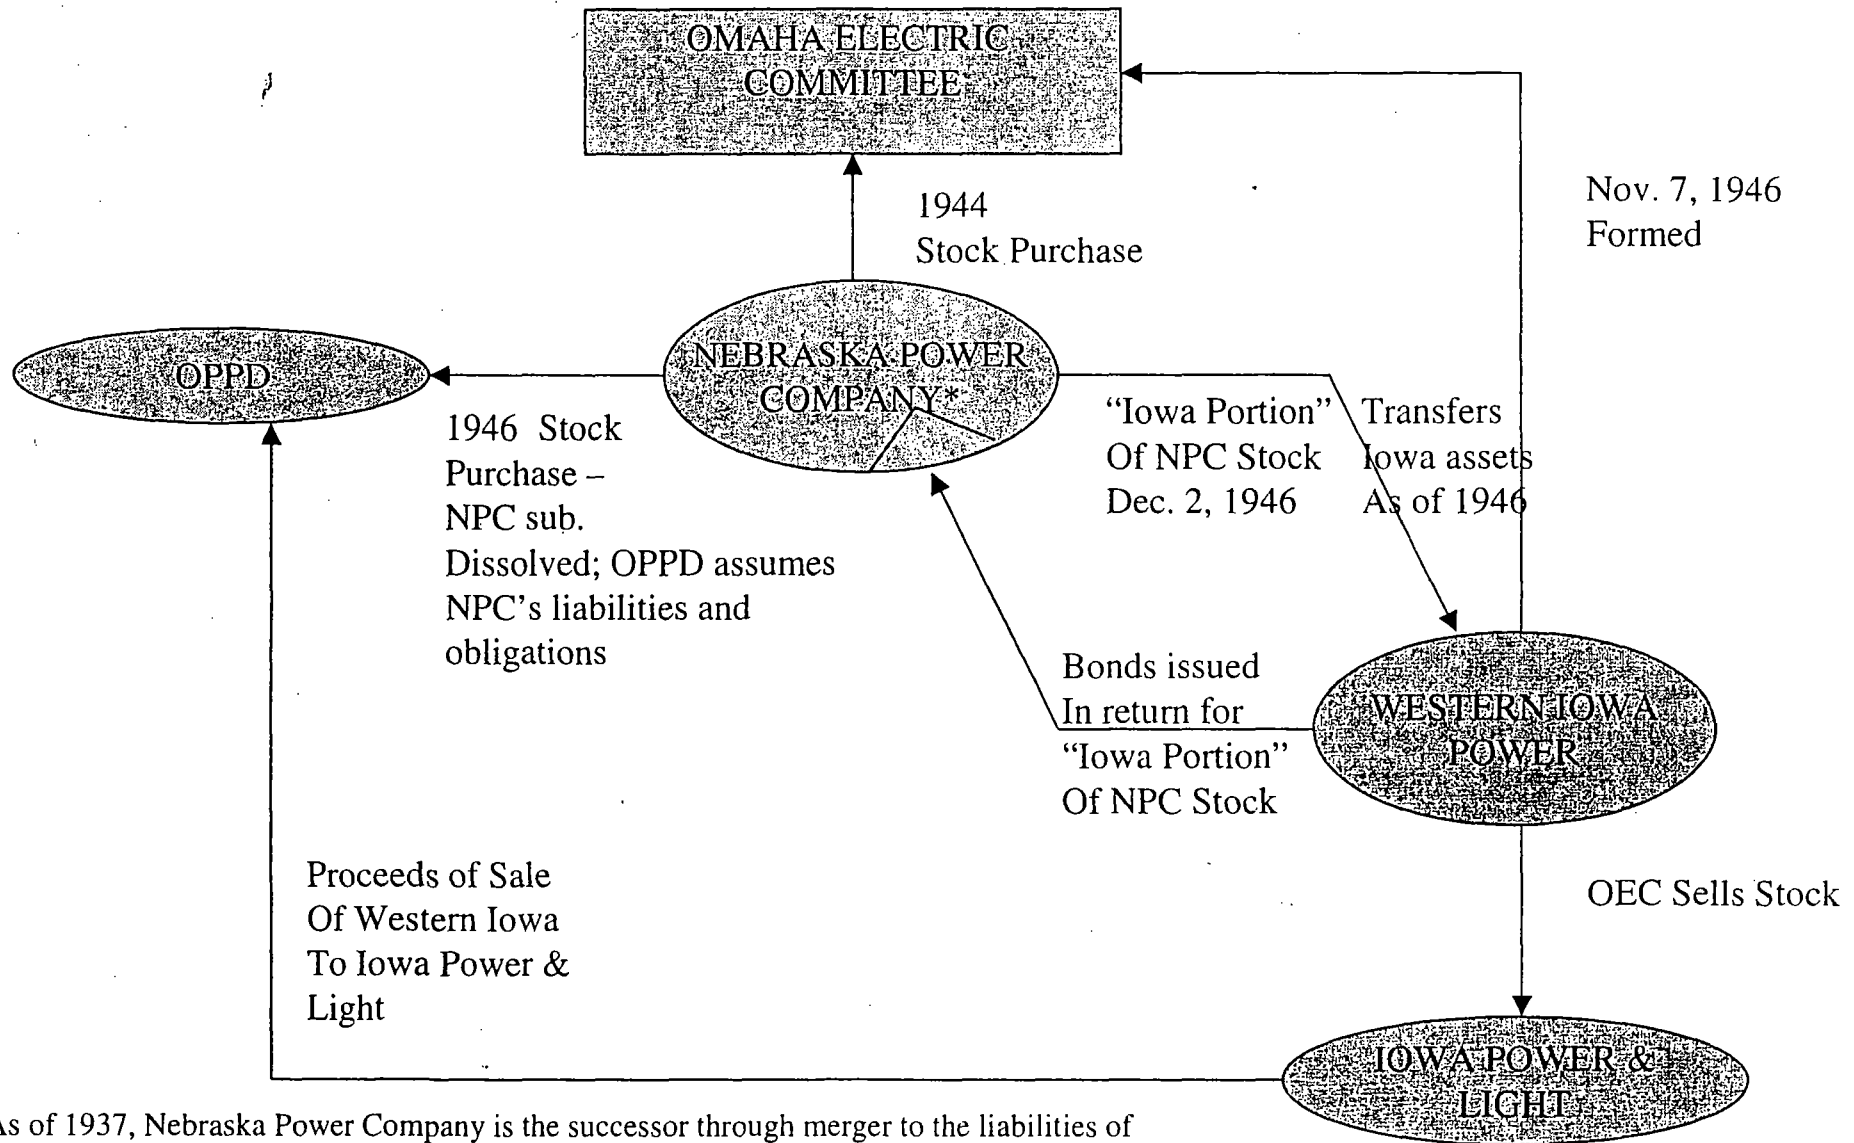 OMAHA ELECTRIC
COMMITTEE
Nov. 7, 1946
Formed
1944
Stock Purchase
OPPD
NEBRASKA POWER
COMPANY*
1946 Stock
Purchase –
NPC sub.
Dissolved; OPPD assumes
NPC's liabilities and
obligations
“Iowa Portion”
Of NPC Stock
Dec. 2, 1946
Transfers
Iowa assets
As of 1946
Bonds issued
In return for
“Iowa Portion”
Of NPC Stock
WESTERN IOWA
POWER
Proceeds of Sale
Of Western Iowa
To Iowa Power &
Light
OEC Sells Stock
IOWA POWER &
LIGHT
As of 1937, Nebraska Power Company is the successor through merger to the liabilities of